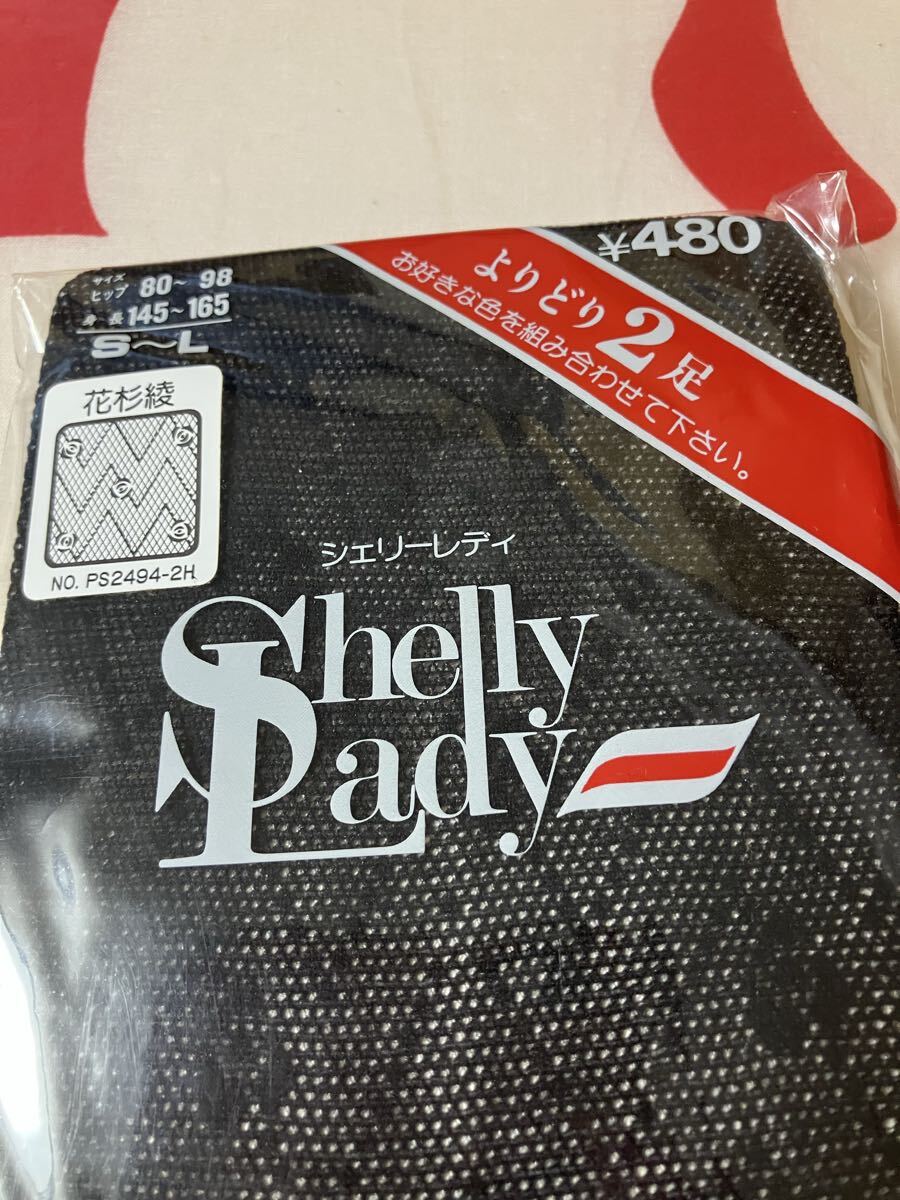 ¥480
よりどり2足
お好きな色を組み合わせて下さい。
サイズ
ヒップ 80~98
身長 145~165
S~L
花杉綾
NO. PS2494-2H
シェリーレディ
Shelly
Lady